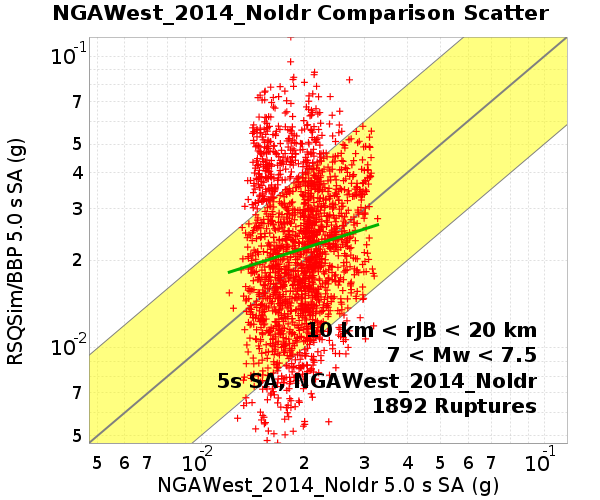 NGAWest_2014_NoIdr Comparison Scatter
RSQSim/BBP 5.0 s SA (g)
10-1
7
5
4
3
2
10-2
7
5
10 km < rJB < 20 km
7 < Mw < 7.5
5s SA, NGAWest_2014_NoIdr
1892 Ruptures
5 6 7 10-2 2 3 4 5 6 7 10-1
NGAWest_2014_NoIdr 5.0 s SA (g)